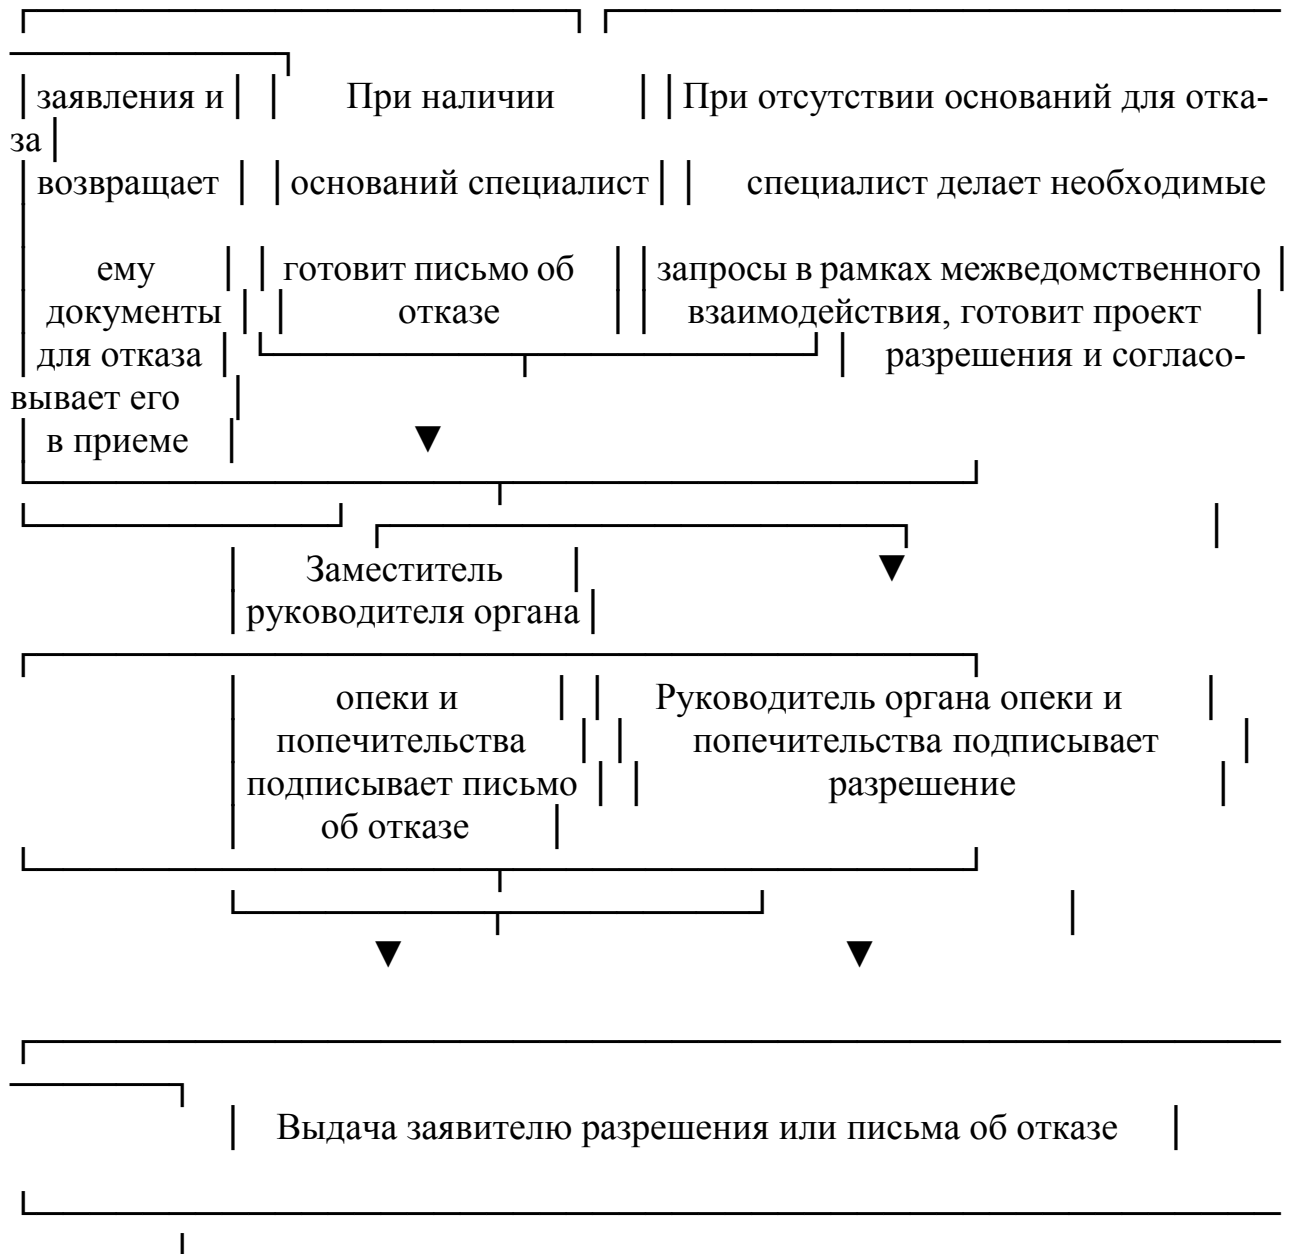 заявления и При наличии При отсутствии оснований для отка-
за
возвращает оснований специалист специалист делает необходимые
ему готовит письмо об запросы в рамках межведомственного
документы отказе взаимодействия, готовит проект
для отказа разрешения и согласо-
вывает его
в приеме
Заместитель
руководителя органа
опеки и Руководитель органа опеки и
попечительства попечительства подписывает
подписывает письмо разрешение
об отказе
Выдача заявителю разрешения или письма об отказе